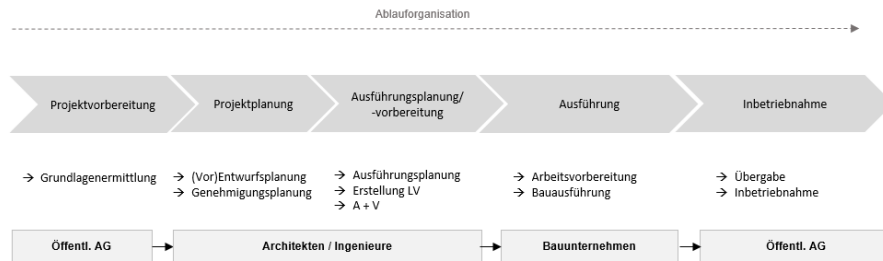 Ablauforganisation
Projektvorbereitung
Projektplanung
Ausführungsplanung/
-vorbereitung
Ausführung
Inbetriebnahme
→ Grundlagenermittlung
→ (Vor)Entwurfsplanung
→ Genehmigungsplanung
→ Ausführungsplanung
→ Erstellung LV
→ A + V
→ Arbeitsvorbereitung
→ Bauausführung
→ Übergabe
→ Inbetriebnahme
Öffentl. AG
Architekten / Ingenieure
Bauunternehmen
Öffentl. AG